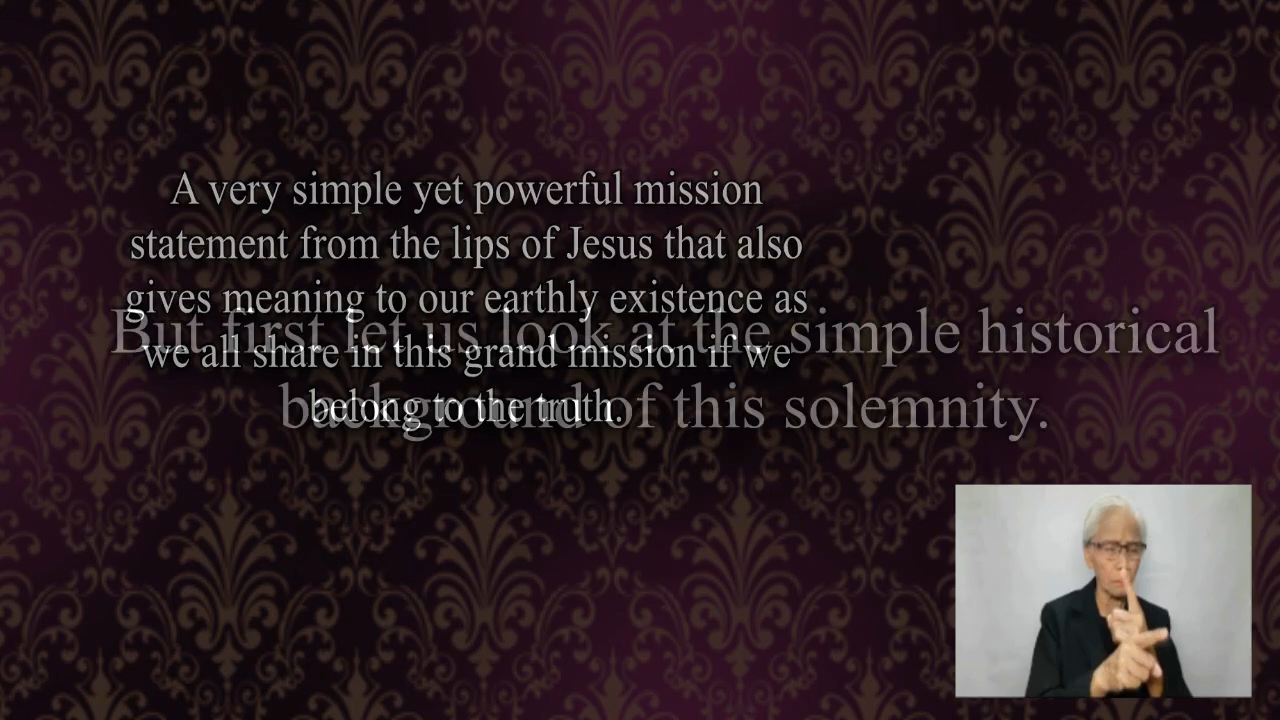 A very simple yet powerful mission
statement from the lips of Jesus that also
gives meaning to our earthly existence as
we all share in this grand mission if we
belong to the truth.
But first let us look at the simple historical
background of this solemnity.